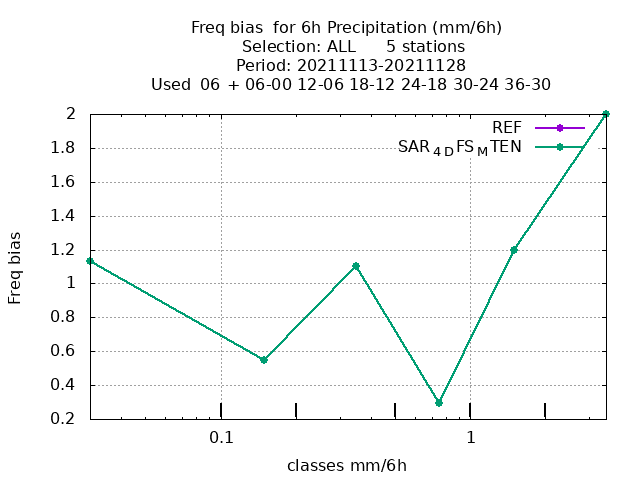 Freq bias  for 6h Precipitation (mm/6h)
Selection: ALL      5 stations
Period: 20211113-20211128
Used  06 + 06-00 12-06 18-12 24-18 30-24 36-30
REF
SAR4DFSMTEN
2
1.8
1.6
1.4
1.2
1
0.8
0.6
0.4
0.2
Freq bias
0.1 1
classes mm/6h